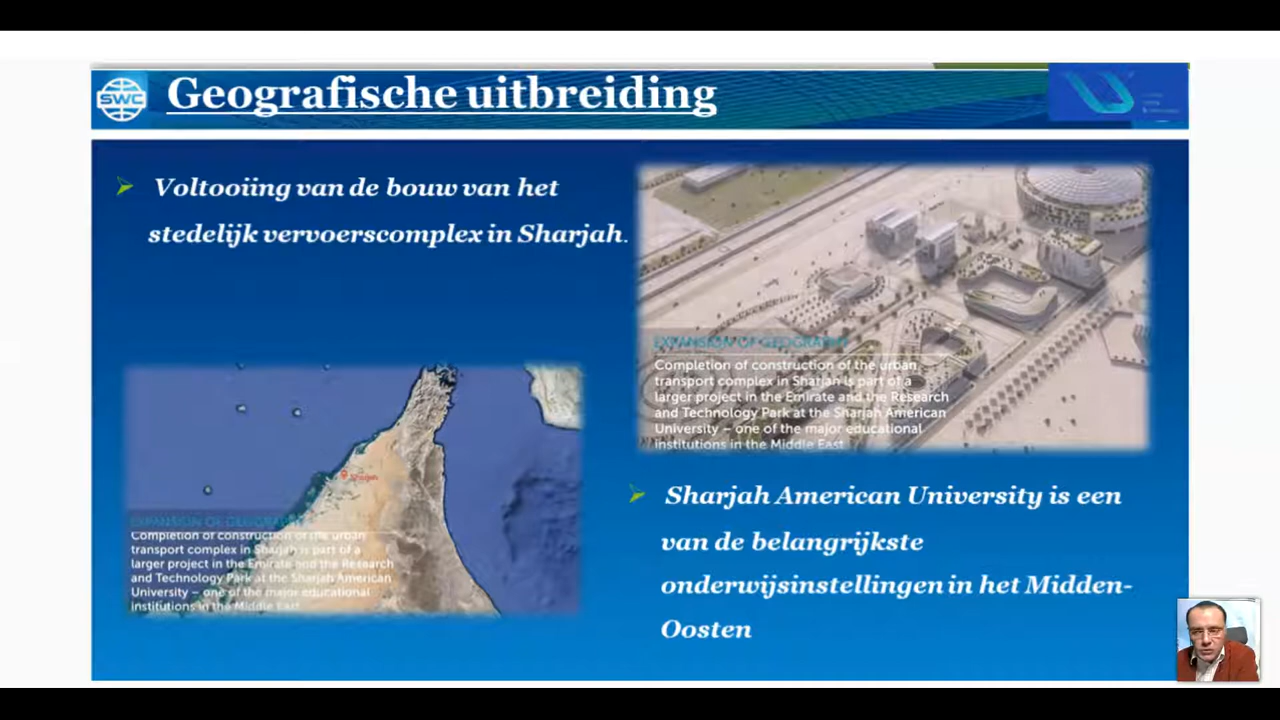 SWC
Geografische uitbreiding
Voltooiing van de bouw van het
stedelijk vervoerscomplex in Sharjah.
EXPANSION OF GEOGRAPHY
Completion of construction of the urban
transport complex in Sharjah is part of a
larger project in the Emirate and the Research
and Technology Park at the Sharjah American
University – one of the major educational
institutions in the Middle East
Sharjah
EXPANSION OF GEOGRAPHY
Completion of construction of the urban
transport complex in Sharjah is part of a
larger project in the Emirate and the Research
and Technology Park at the Sharjah American
University – one of the major educational
institutions in the Middle East
Sharjah American University is een
van de belangrijkste
onderwijsinstellingen in het Midden-
Oosten